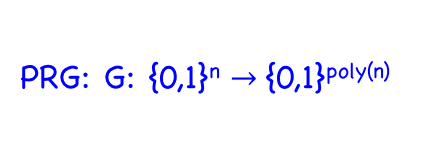 PRG: G: {0,1}ⁿ → {0,1}ᵖᵒˡʸ⁽ⁿ⁾